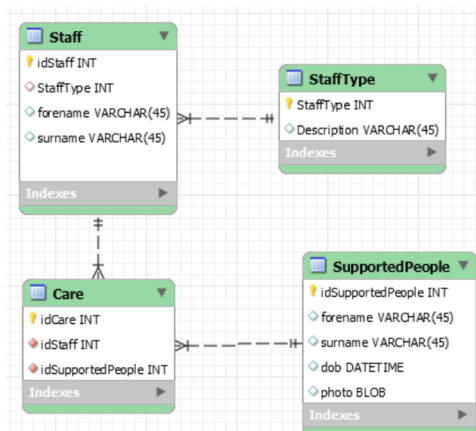 Staff
idStaff INT
StaffType INT
forename VARCHAR(45)
surname VARCHAR(45)
Indexes
StaffType
StaffType INT
Description VARCHAR(45)
Indexes
Care
idCare INT
idStaff INT
idSupportedPeople INT
Indexes
SupportedPeople
idSupportedPeople INT
forename VARCHAR(45)
surname VARCHAR(45)
dob DATETIME
photo BLOB
Indexes